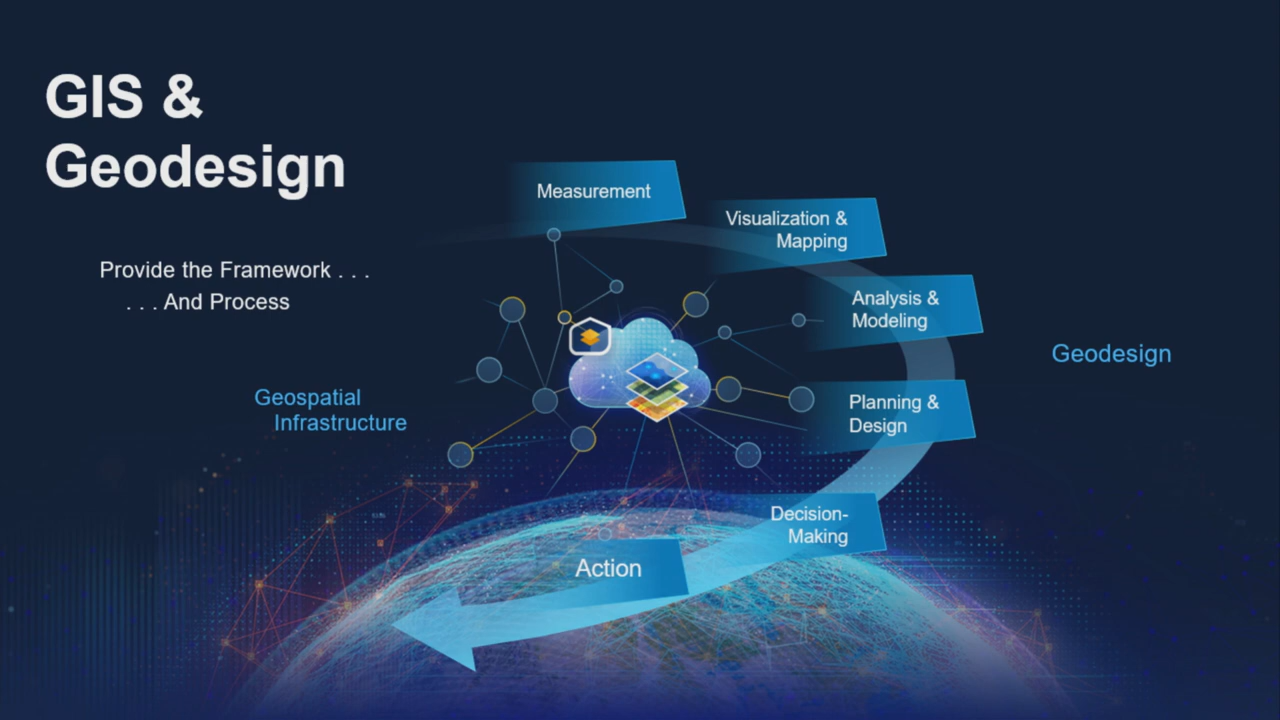 GIS &
Geodesign
Provide the Framework . . .
. . . And Process
Geospatial
Infrastructure
Measurement
Visualization &
Mapping
Analysis &
Modeling
Planning &
Design
Decision-
Making
Action
Geodesign